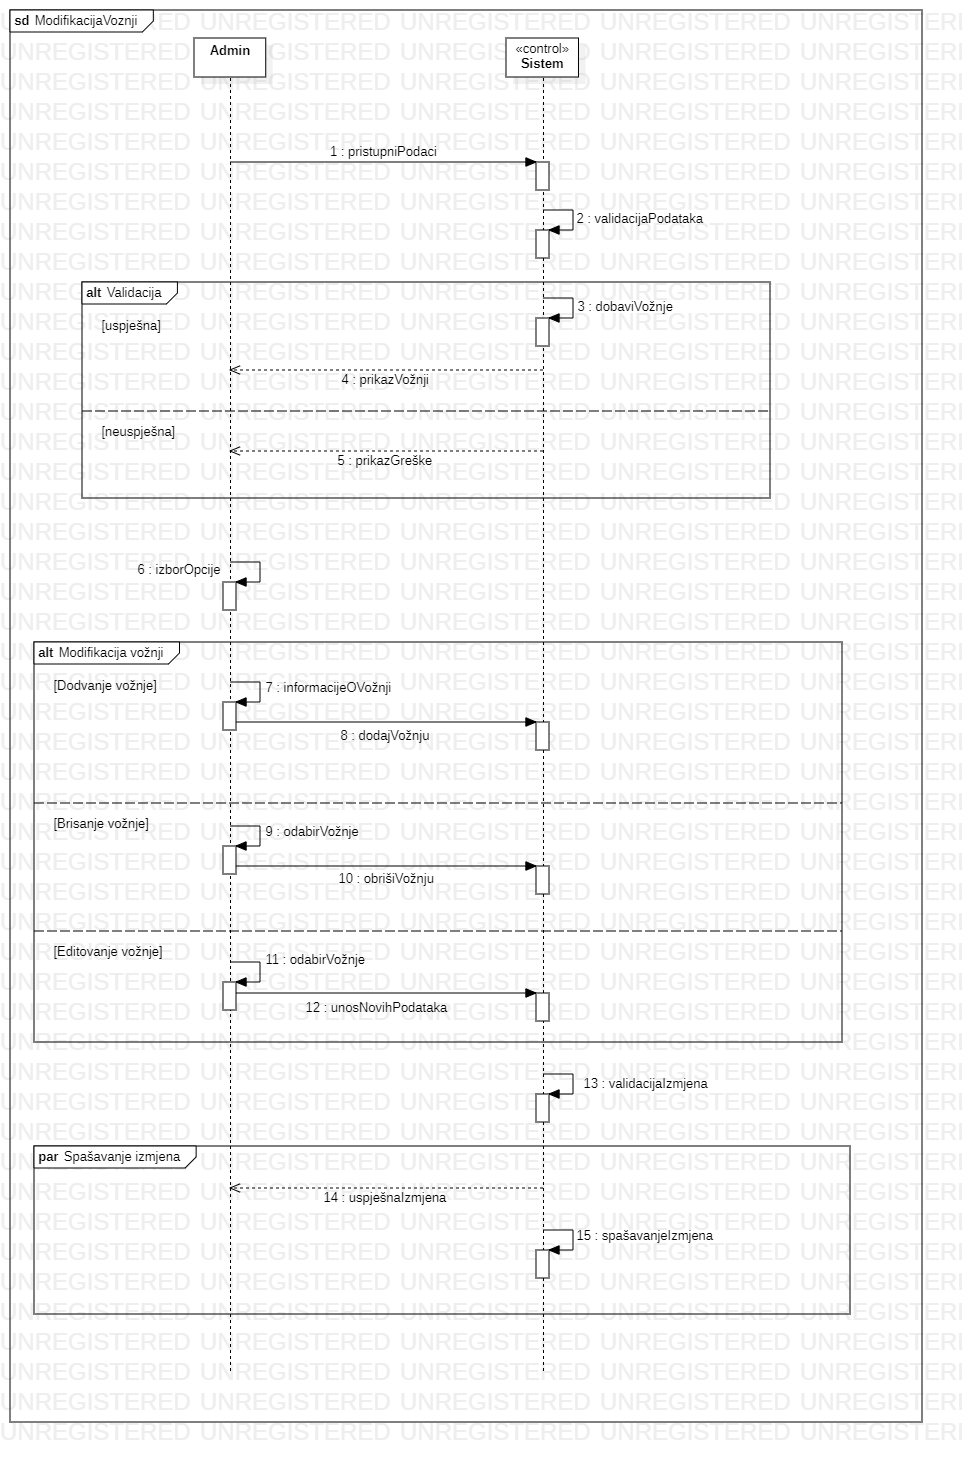 sd ModifikacijaVoznji
Admin
«control»
Sistem
1 : pristupniPodaci
2 : validacijaPodataka
alt Validacija
3 : dobaviVožnje
[uspješna]
4 : prikazVožnji
[neuspješna]
5 : prikazGreške
6 : izborOpcije
alt Modifikacija vožnji
[Dodvanje vožnje]
7 : informacijeOVožnji
8 : dodajVožnju
[Brisanje vožnje]
9 : odabirVožnje
10 : obrišiVožnju
[Editovanje vožnje]
11 : odabirVožnje
12 : unosNovihPodataka
13 : validacijaIzmjena
par Spašavanje izmjena
14 : uspješnaIzmjena
15 : spašavanjeIzmjena
UNREGISTERED UNREGISTERED UNREGISTERED UNREGISTERED UNREGISTERI